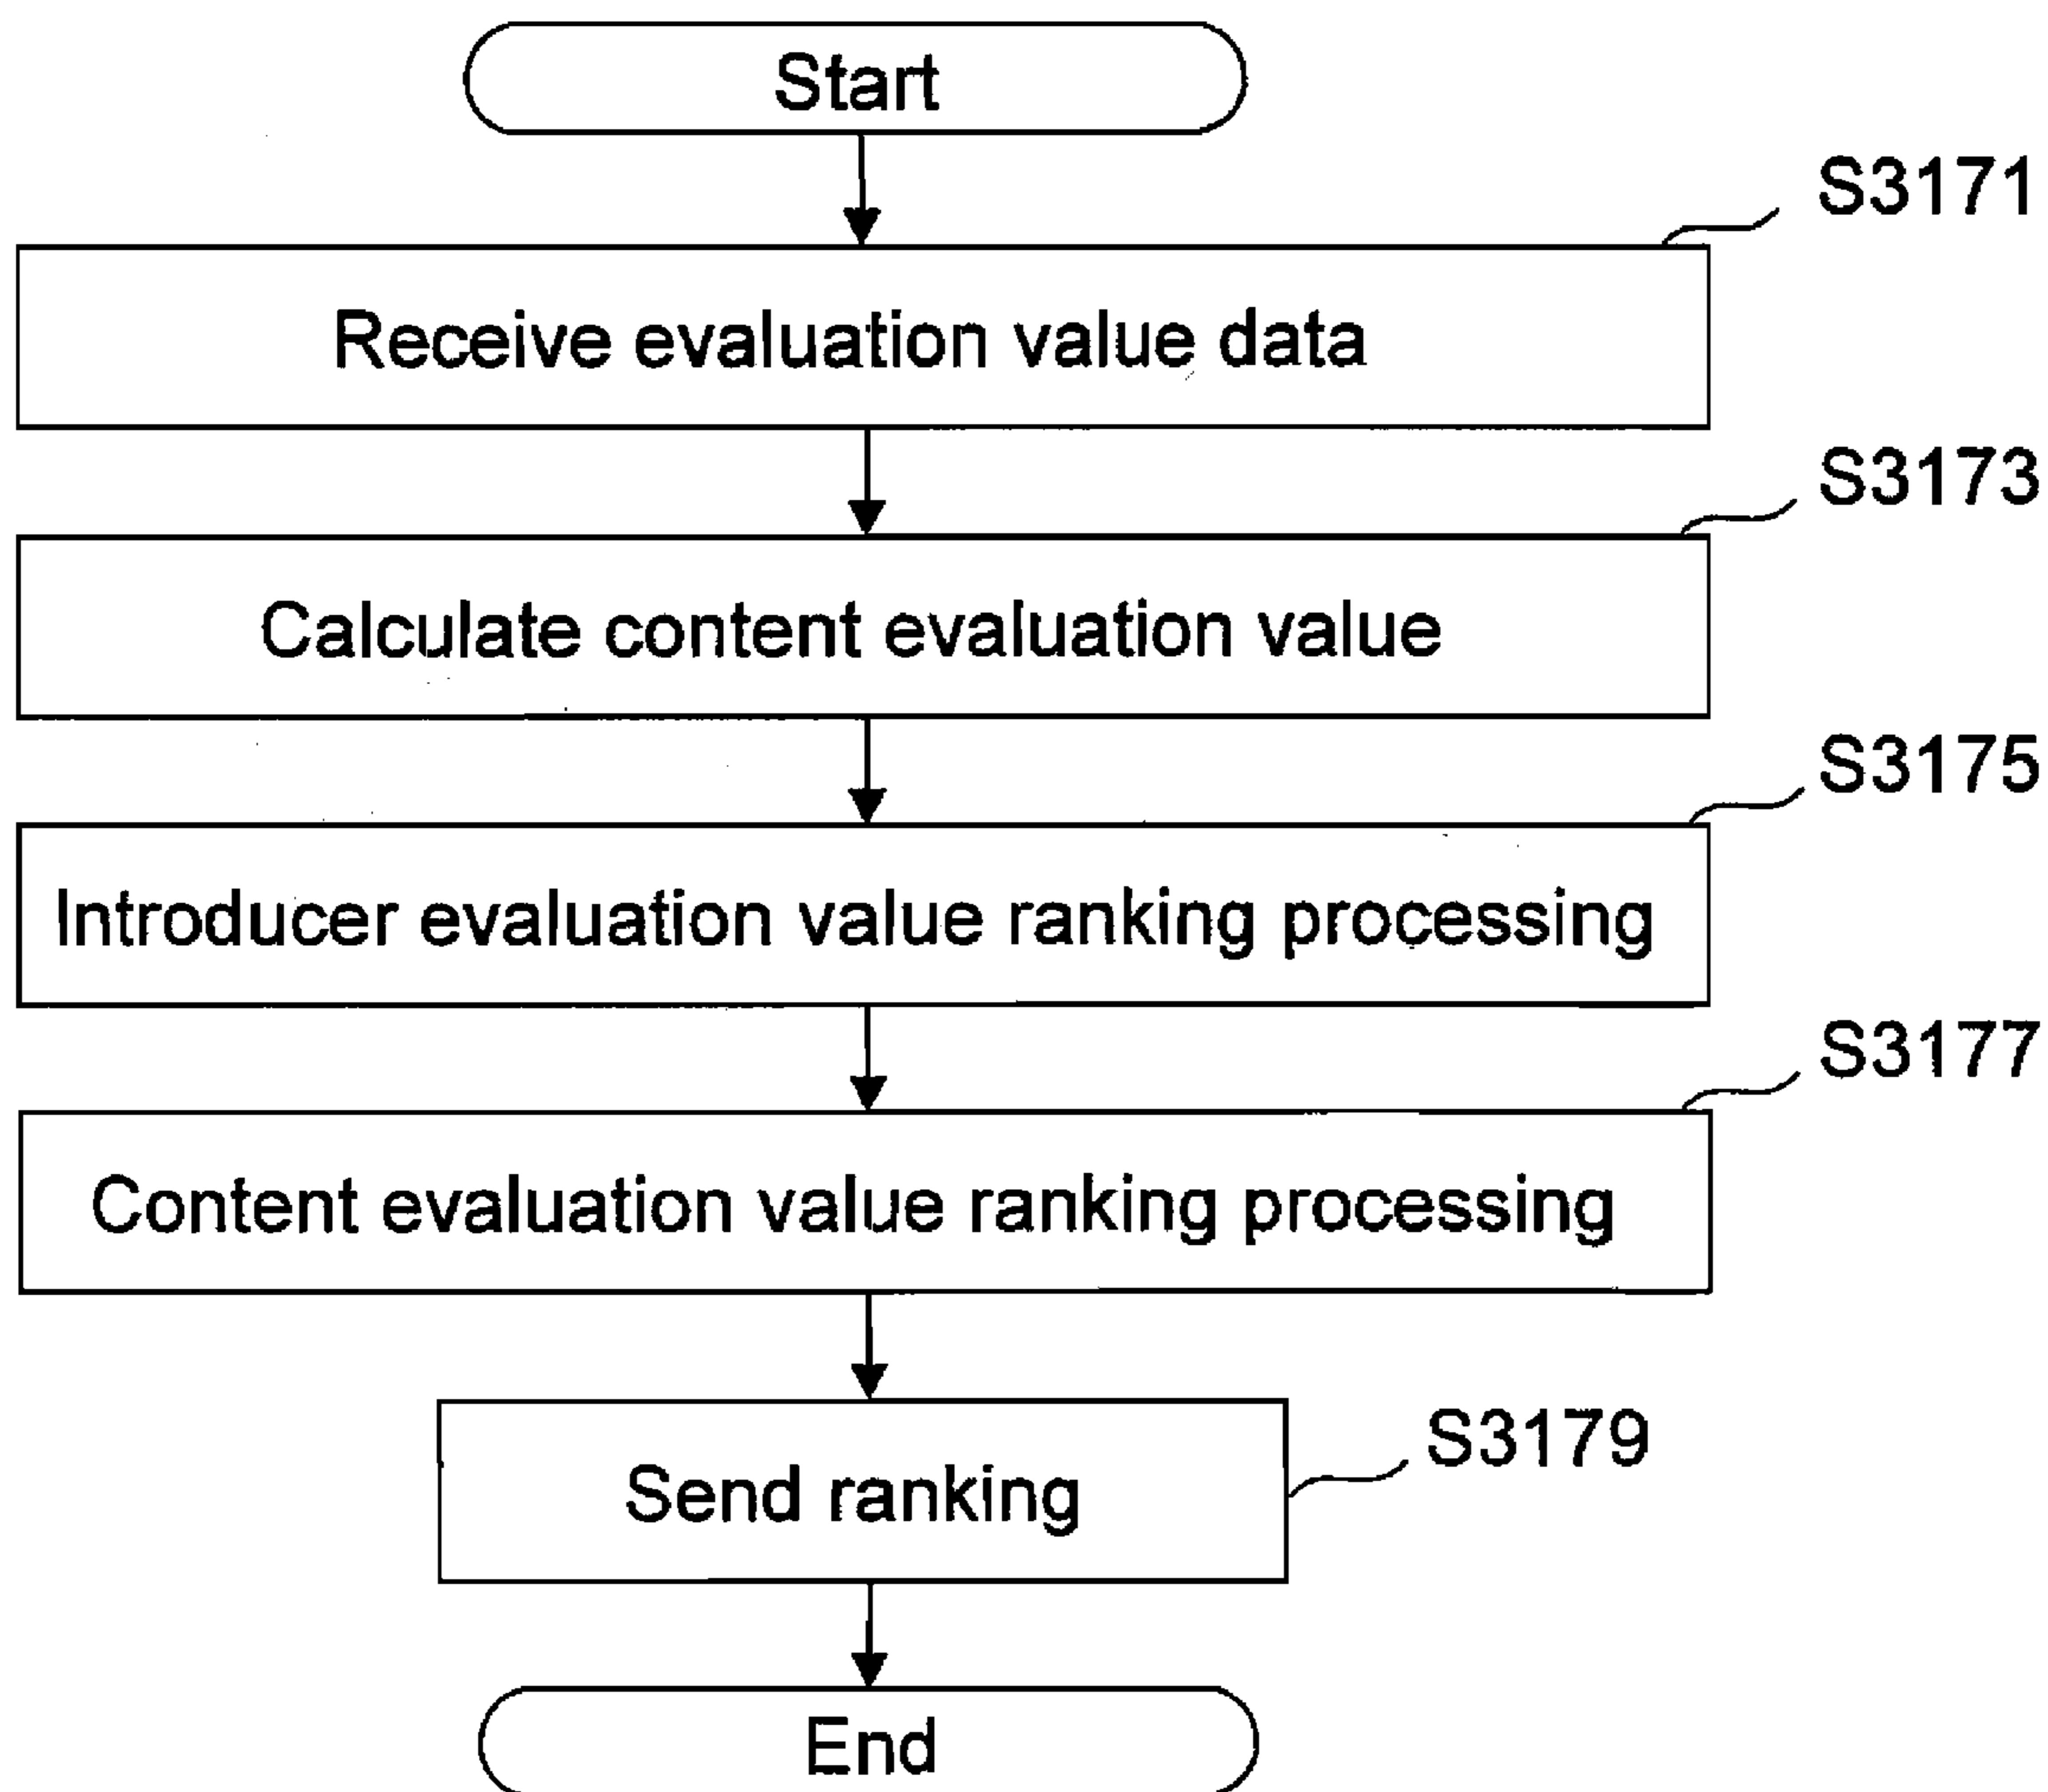 Start
S3171
Receive evaluation value data
S3173
Calculate content evaluation value
S3175
Introducer evaluation value ranking processing
S3177
Content evaluation value ranking processing
S3179
Send ranking
End